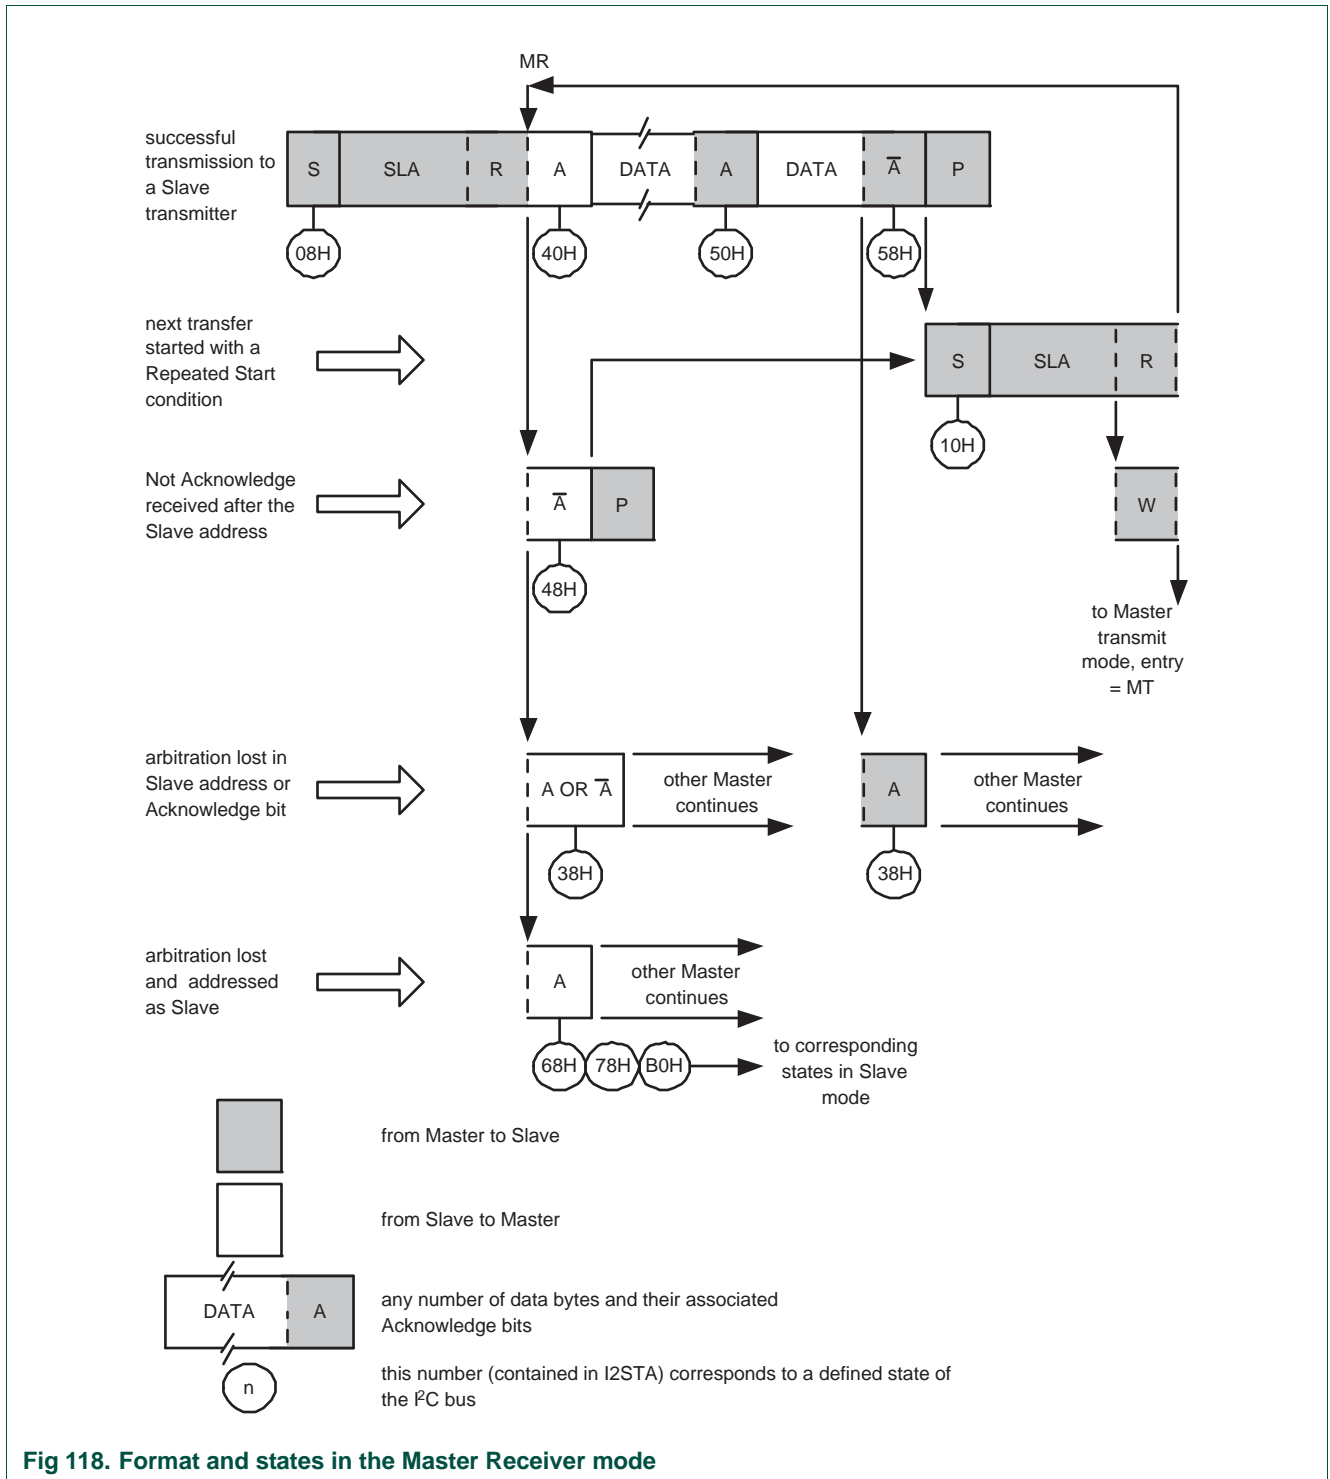 MR
successful
transmission to
a Slave
transmitter
S SLA R A DATA A DATA A̅ P
08H 40H 50H 58H
next transfer
started with a
Repeated Start
condition
S SLA R
10H
Not Acknowledge
received after the
Slave address
A̅ P
W
48H
to Master
transmit
mode, entry
= MT
arbitration lost in
Slave address or
Acknowledge bit
A OR A̅
other Master
continues
A
other Master
continues
38H 38H
arbitration lost
and addressed
as Slave
A
other Master
continues
68H 78H B0H
to corresponding
states in Slave
mode
from Master to Slave
from Slave to Master
DATA A
any number of data bytes and their associated
Acknowledge bits
n
this number (contained in I2STA) corresponds to a defined state of
the I²C bus
Fig 118. Format and states in the Master Receiver mode